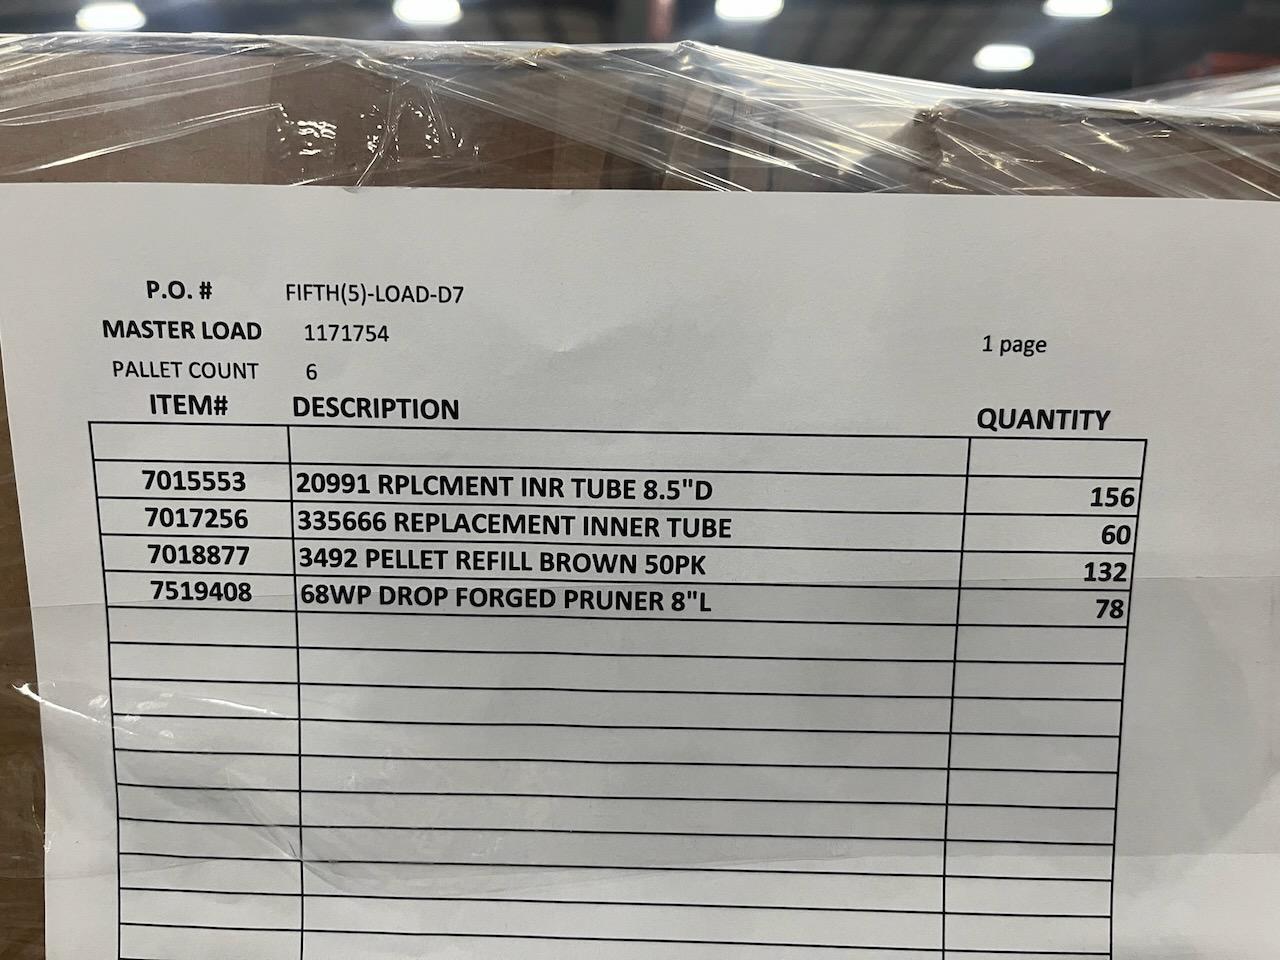 P.O. # FIFTH(5)-LOAD-D7
MASTER LOAD 1171754
1 page
PALLET COUNT 6
ITEM# DESCRIPTION QUANTITY
7015553 20991 RPLCMENT INR TUBE 8.5"D 156
7017256 335666 REPLACEMENT INNER TUBE 60
7018877 3492 PELLET REFILL BROWN 50PK 132
7519408 68WP DROP FORGED PRUNER 8"L 78